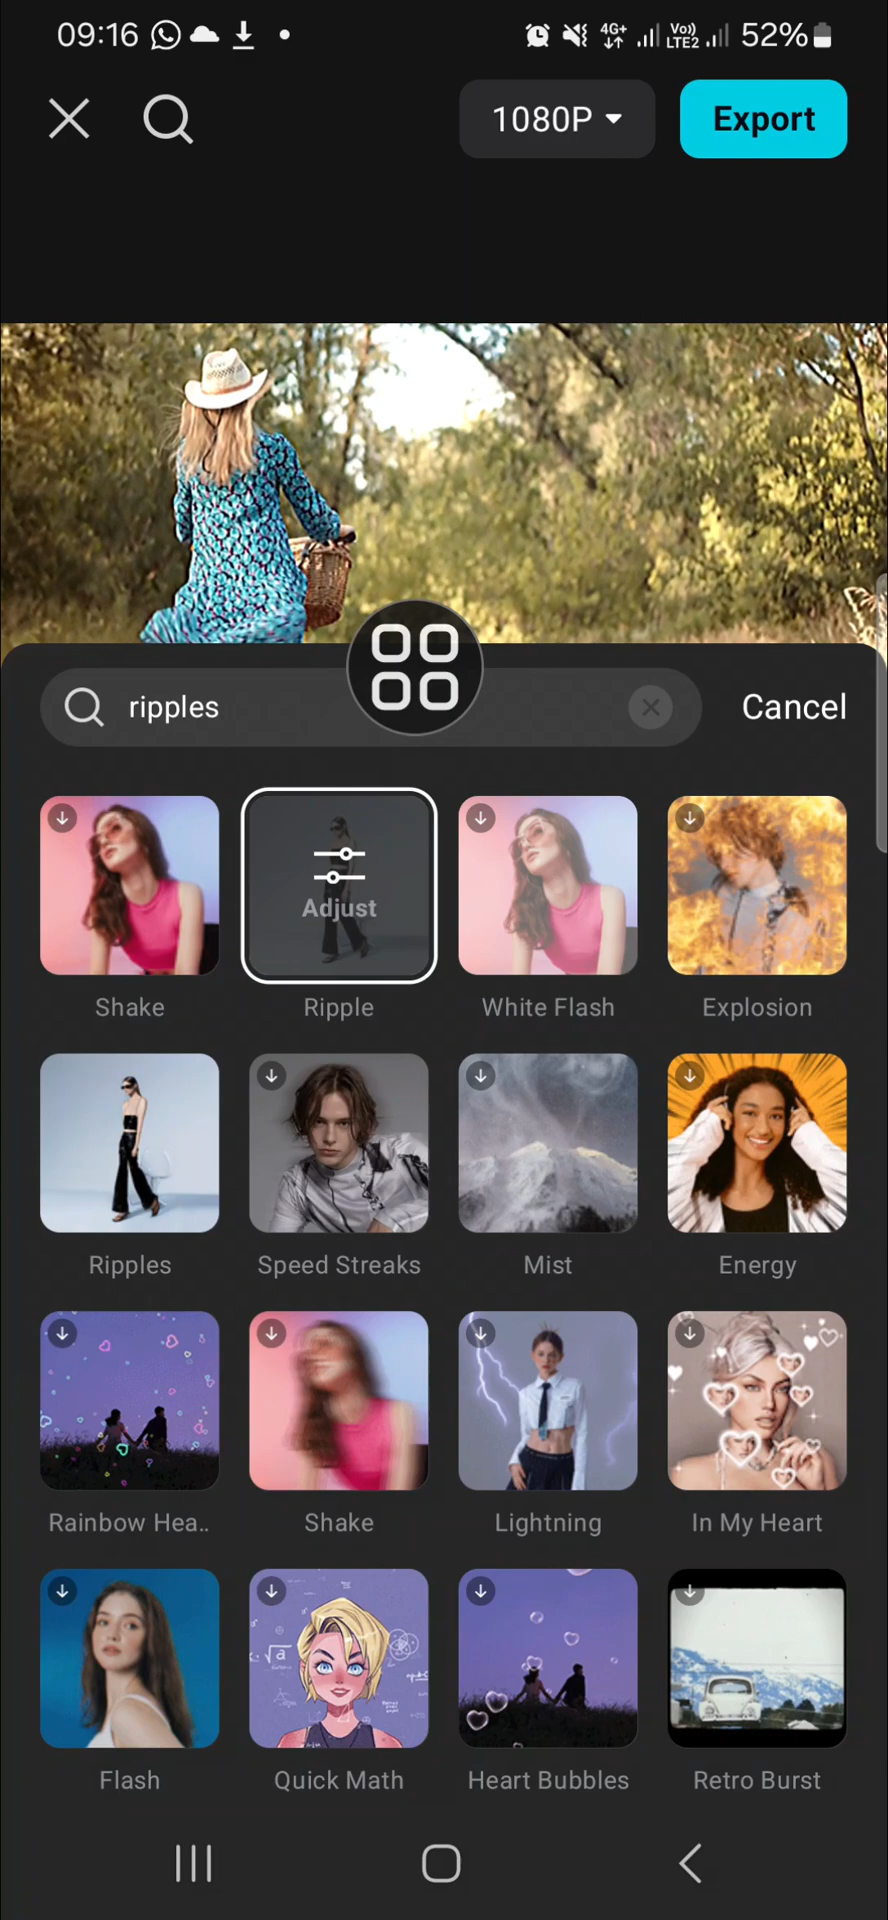 09:16
4G+
Vo))
LTE2
52%
1080P
Export
ripples
Cancel
Adjust
Shake
Ripple
White Flash
Explosion
Ripples
Speed Streaks
Mist
Energy
Rainbow Hea..
Shake
Lightning
In My Heart
Flash
Quick Math
Heart Bubbles
Retro Burst